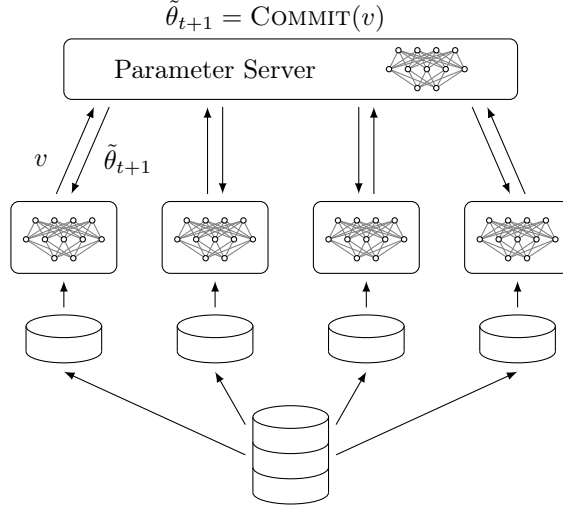 θ̃ₜ₊₁ = COMMIT(v)
Parameter Server
v
θ̃ₜ₊₁